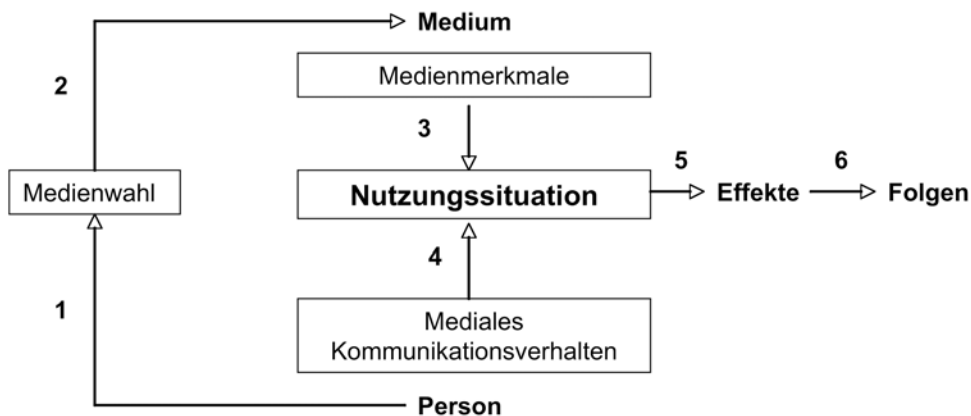 Medium
2
Medienmerkmale
3
5
6
Medienwahl
Nutzungssituation
Effekte
Folgen
4
1
Mediales
Kommunikationsverhalten
Person